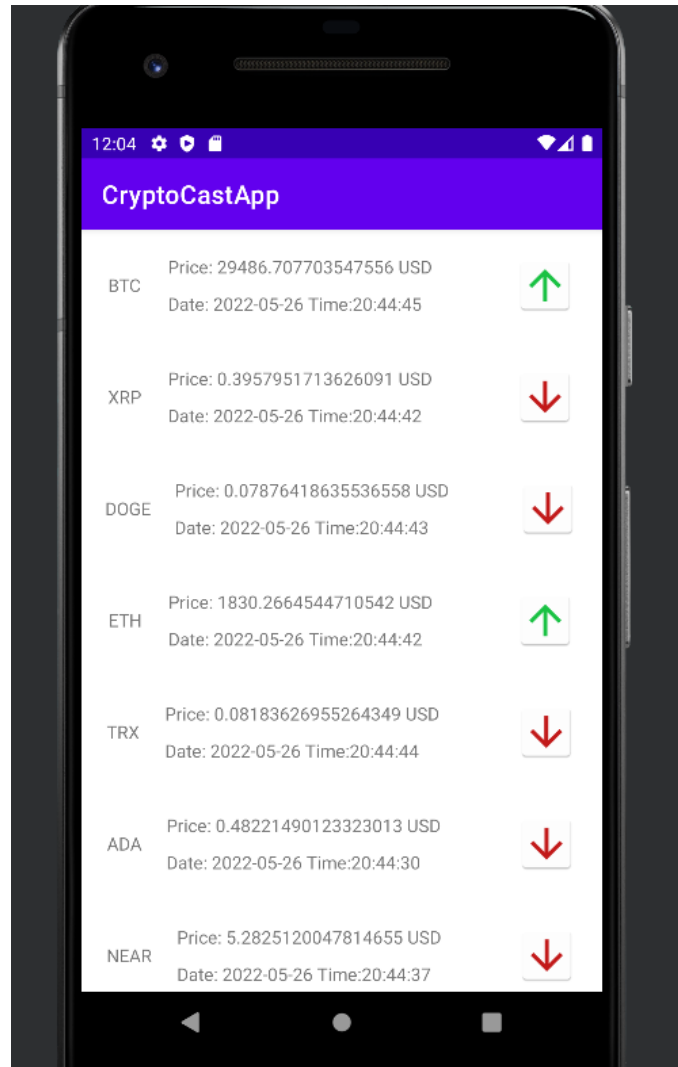 12:04
CryptoCastApp
BTC
Price: 29486.707703547556 USD
Date: 2022-05-26 Time:20:44:45
XRP
Price: 0.3957951713626091 USD
Date: 2022-05-26 Time:20:44:42
DOGE
Price: 0.07876418635536558 USD
Date: 2022-05-26 Time:20:44:43
ETH
Price: 1830.2664544710542 USD
Date: 2022-05-26 Time:20:44:42
TRX
Price: 0.08183626955264349 USD
Date: 2022-05-26 Time:20:44:44
ADA
Price: 0.48221490123323013 USD
Date: 2022-05-26 Time:20:44:30
NEAR
Price: 5.2825120047814655 USD
Date: 2022-05-26 Time:20:44:37